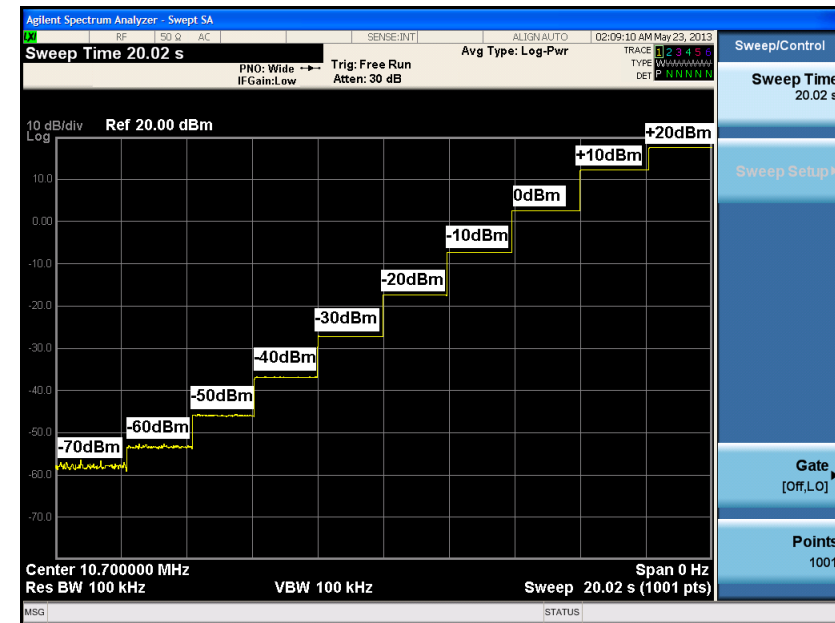 Agilent Spectrum Analyzer - Swept SA
LXI RF 50 Ω AC SENSE:INT ALIGN AUTO 02:09:10 AM May 23, 2013
Sweep Time 20.02 s
PNO: Wide
IFGain:Low
Trig: Free Run
Atten: 30 dB
Avg Type: Log-Pwr
TRACE 1 2 3 4 5 6
TYPE W
DET P N N N N N
10 dB/div
Log
Ref 20.00 dBm
10.0
0.00
-10.0
-20.0
-30.0
-40.0
-50.0
-60.0
-70.0
-70dBm
-60dBm
-50dBm
-40dBm
-30dBm
-20dBm
-10dBm
0dBm
+10dBm
+20dBm
Center 10.700000 MHz
Span 0 Hz
Res BW 100 kHz
VBW 100 kHz
Sweep 20.02 s (1001 pts)
MSG
STATUS
Sweep/Control
Sweep Time
20.02 s
Sweep Setup
Gate
[Off,LO]
Points
1001